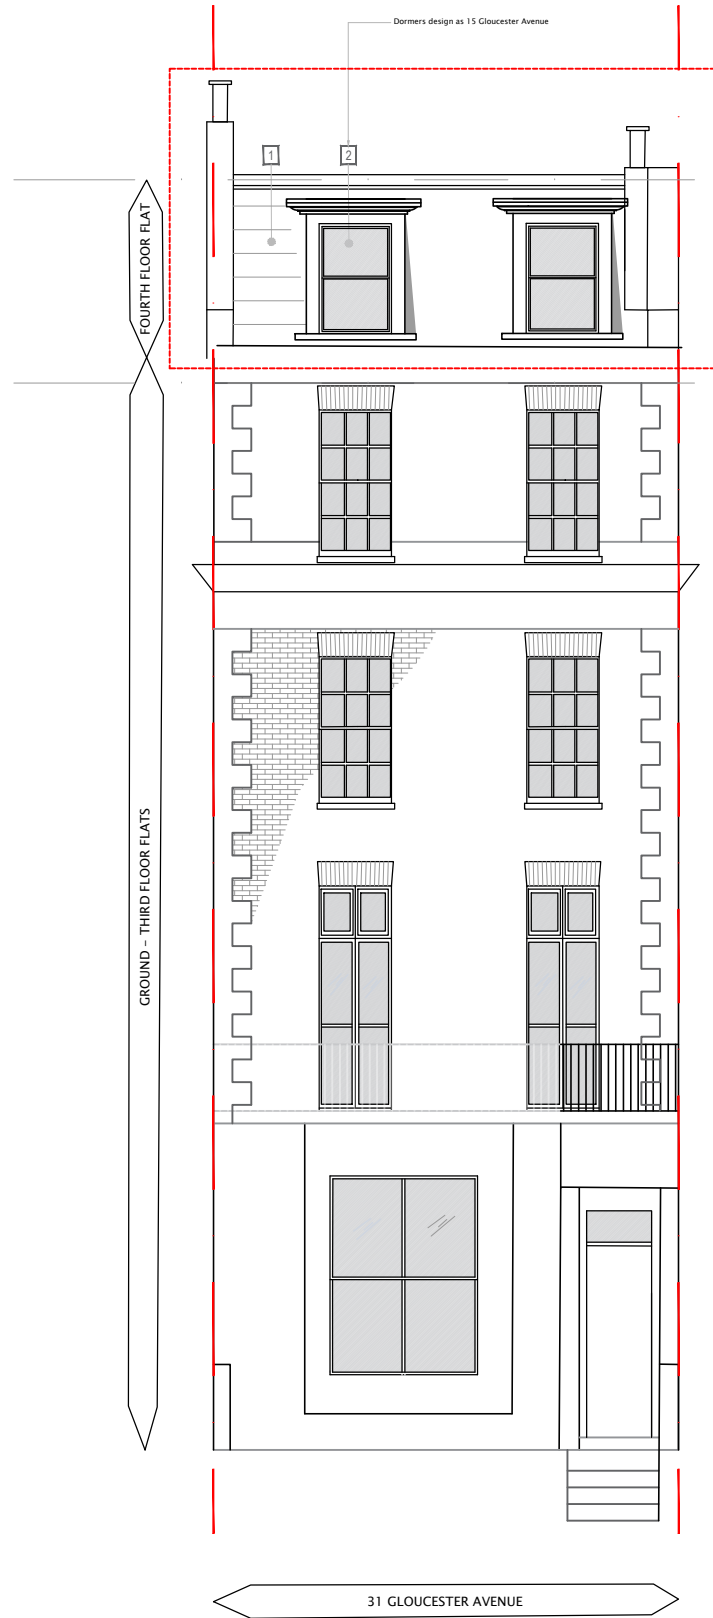 Dormers design as 15 Gloucester Avenue
1
2
FOURTH FLOOR FLAT
GROUND - THIRD FLOOR FLATS
31 GLOUCESTER AVENUE